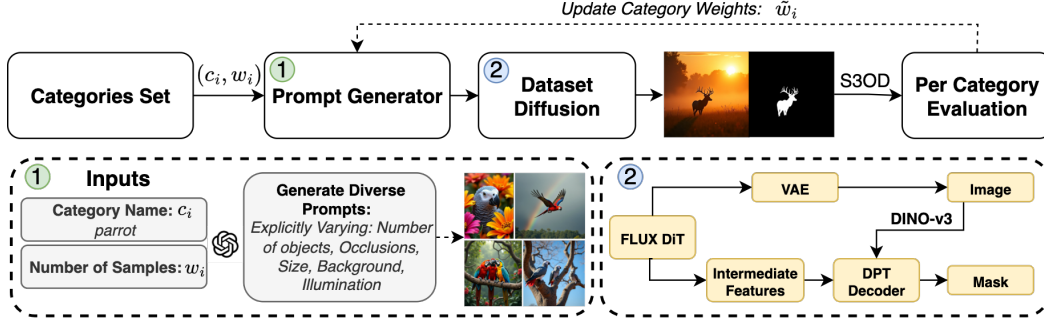 Update Category Weights: w̃ᵢ
Categories Set
(cᵢ, wᵢ)
1
Prompt Generator
2
Dataset
Diffusion
S3OD
Per Category
Evaluation
1
Inputs
Category Name: cᵢ
parrot
Number of Samples: wᵢ
Generate Diverse
Prompts:
Explicitly Varying: Number
of objects, Occlusions,
Size, Background,
Illumination
2
FLUX DiT
VAE
Image
DINO-v3
Intermediate
Features
DPT
Decoder
Mask